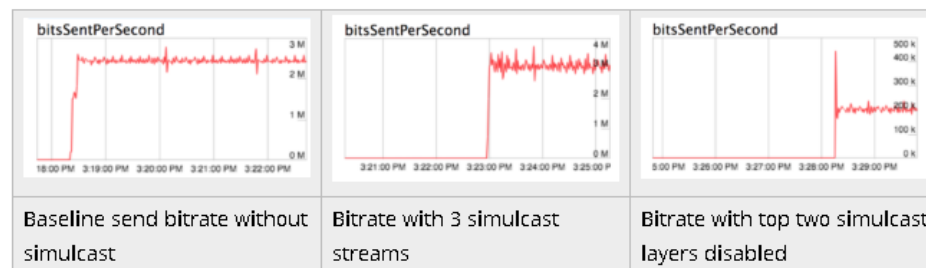 bitsSentPerSecond
3 M
2 M
1 M
0 M
18:00 PM 3:19:00 PM 3:20:00 PM 3:21:00 PM 3:22:00 PM
Baseline send bitrate without
simulcast
bitsSentPerSecond
4 M
3 M
2 M
1 M
0 M
3:21:00 PM 3:22:00 PM 3:23:00 PM 3:24:00 PM 3:25:00 P
Bitrate with 3 simulcast
streams
bitsSentPerSecond
500 k
400 k
200 k
100 k
0 k
5:00 PM 3:26:00 PM 3:27:00 PM 3:28:00 PM 3:29:00 PM
Bitrate with top two simulcast
layers disabled